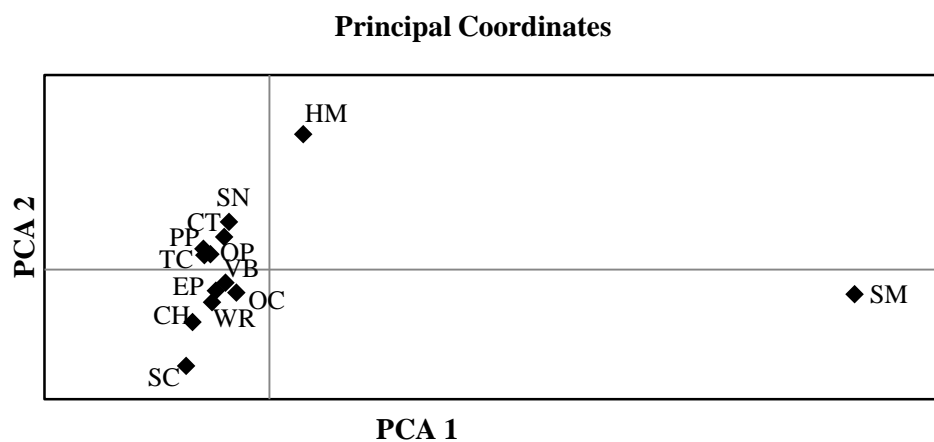 Principal Coordinates
HM
SN
CT
PP
OP
TC
VB
EP
OC
SM
CH
WR
SC
PCA 2
PCA 1